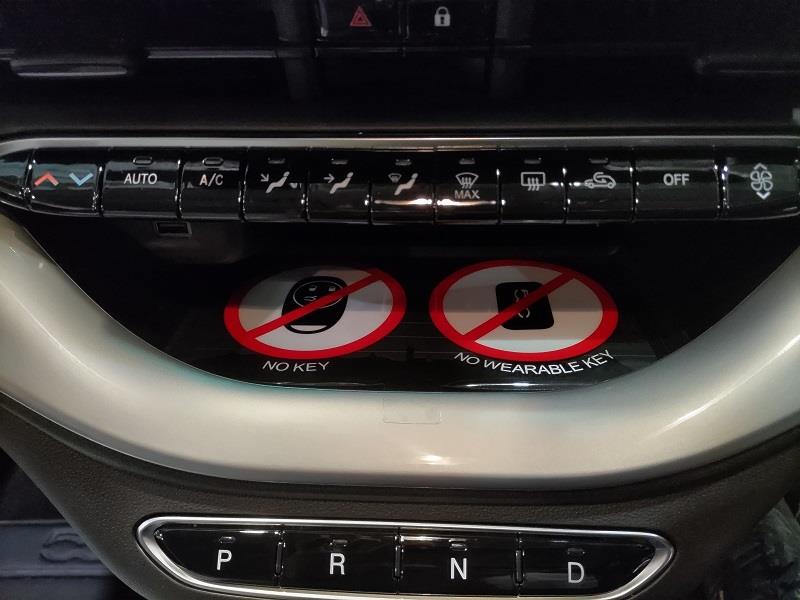 AUTO A/C MAX OFF
NO KEY NO WEARABLE KEY
P R N D